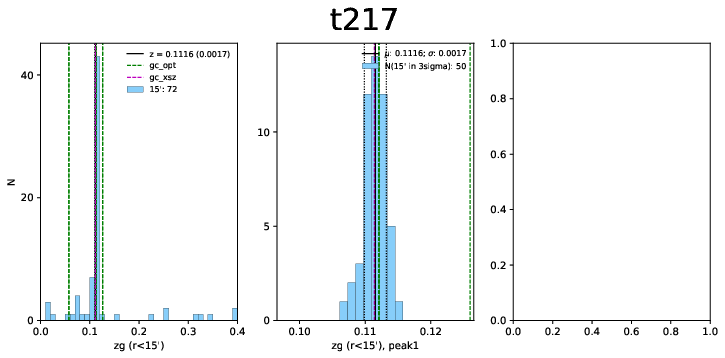 t217
z = 0.1116 (0.0017)
gc_opt
gc_xsz
15': 72
N
40
20
0
0.0 0.1 0.2 0.3 0.4
zg (r<15')
μ: 0.1116; σ: 0.0017
N(15' in 3sigma): 50
10
5
0
0.10 0.11 0.12
zg (r<15'), peak1
1.0
0.8
0.6
0.4
0.2
0.0
0.0 0.2 0.4 0.6 0.8 1.0